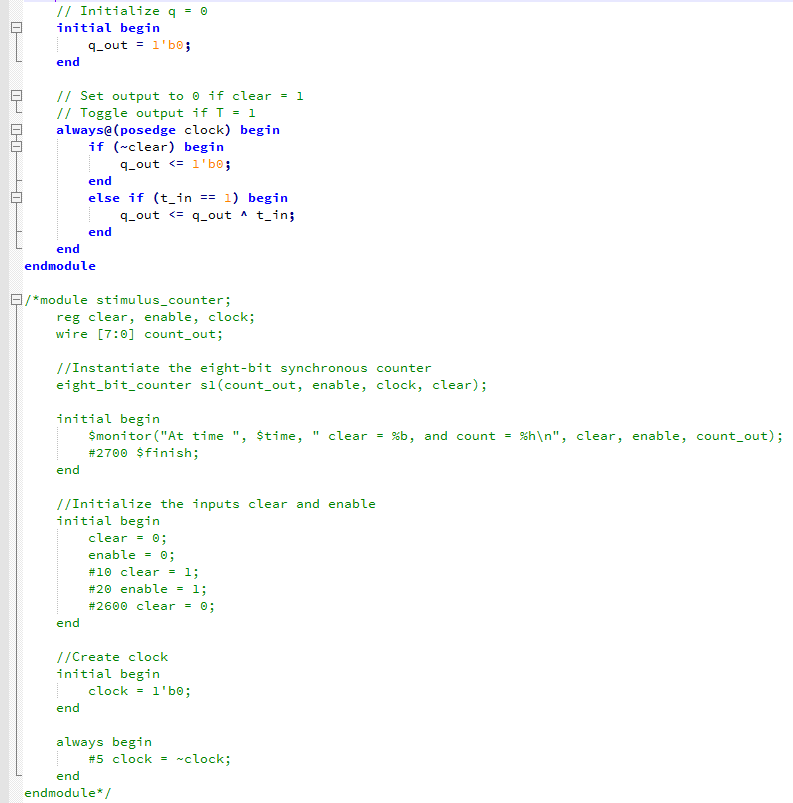 // Initialize q = 0
initial begin
q_out = 1'b0;
end
// Set output to 0 if clear = 1
// Toggle output if T = 1
always@(posedge clock) begin
if (~clear) begin
q_out <= 1'b0;
end
else if (t_in == 1) begin
q_out <= q_out ^ t_in;
end
end
endmodule
/*module stimulus_counter;
reg clear, enable, clock;
wire [7:0] count_out;
//Instantiate the eight-bit synchronous counter
eight_bit_counter s1(count_out, enable, clock, clear);
initial begin
$monitor("At time ", $time, " clear = %b, and count = %h\n", clear, enable, count_out);
#2700 $finish;
end
//Initialize the inputs clear and enable
initial begin
clear = 0;
enable = 0;
#10 clear = 1;
#20 enable = 1;
#2600 clear = 0;
end
//Create clock
initial begin
clock = 1'b0;
end
always begin
#5 clock = ~clock;
end
endmodule*/